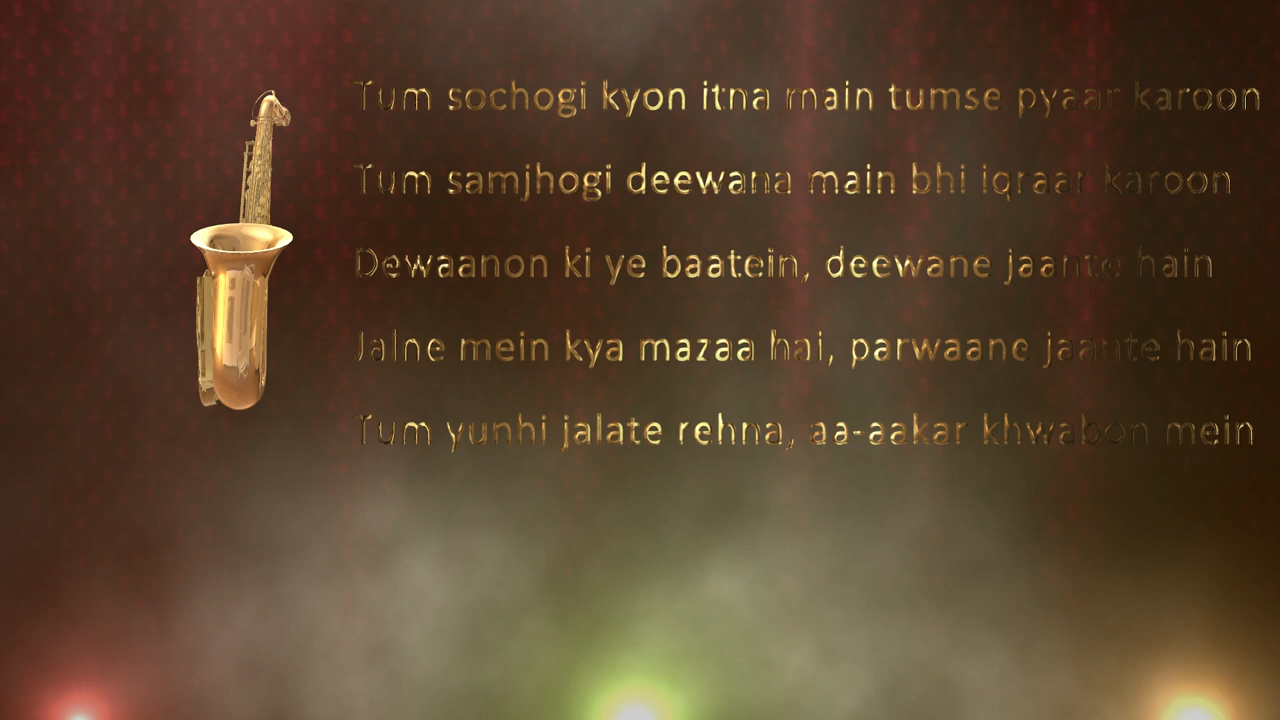 Tum sochogi kyon itna main tumse pyaar karoon
Tum samjhogi deewana main bhi iqraar karoon
Dewaanon ki ye baatein, deewane jaante hain
Jalne mein kya mazaa hai, parwaane jaante hain
Tum yunhi jalate rehna, aa-aakar khwabon mein